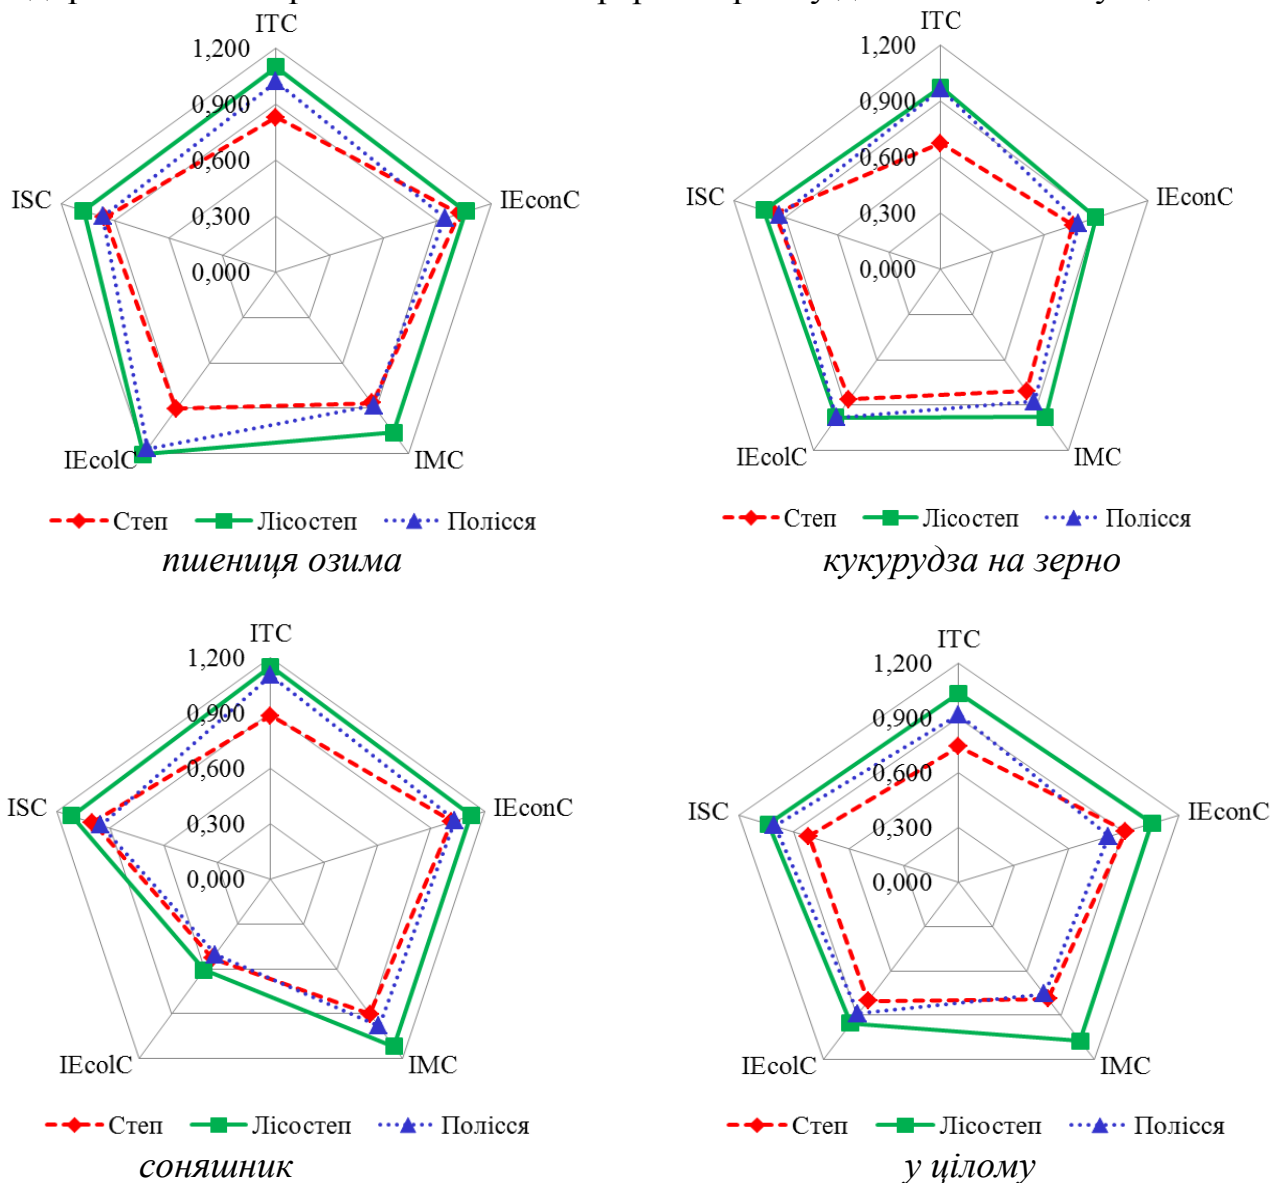 ITC
1,200
0,900
0,600
0,300
0,000
ISC
IEconC
IEcolC
IMC
Степ Лісостеп Полісся
пшениця озима
ITC
1,200
0,900
0,600
0,300
0,000
ISC
IEconC
IEcolC
IMC
Степ Лісостеп Полісся
кукурудза на зерно
ITC
1,200
0,900
0,600
0,300
0,000
ISC
IEconC
IEcolC
IMC
Степ Лісостеп Полісся
соняшник
ITC
1,200
0,900
0,600
0,300
0,000
ISC
IEconC
IEcolC
IMC
Степ Лісостеп Полісся
у цілому